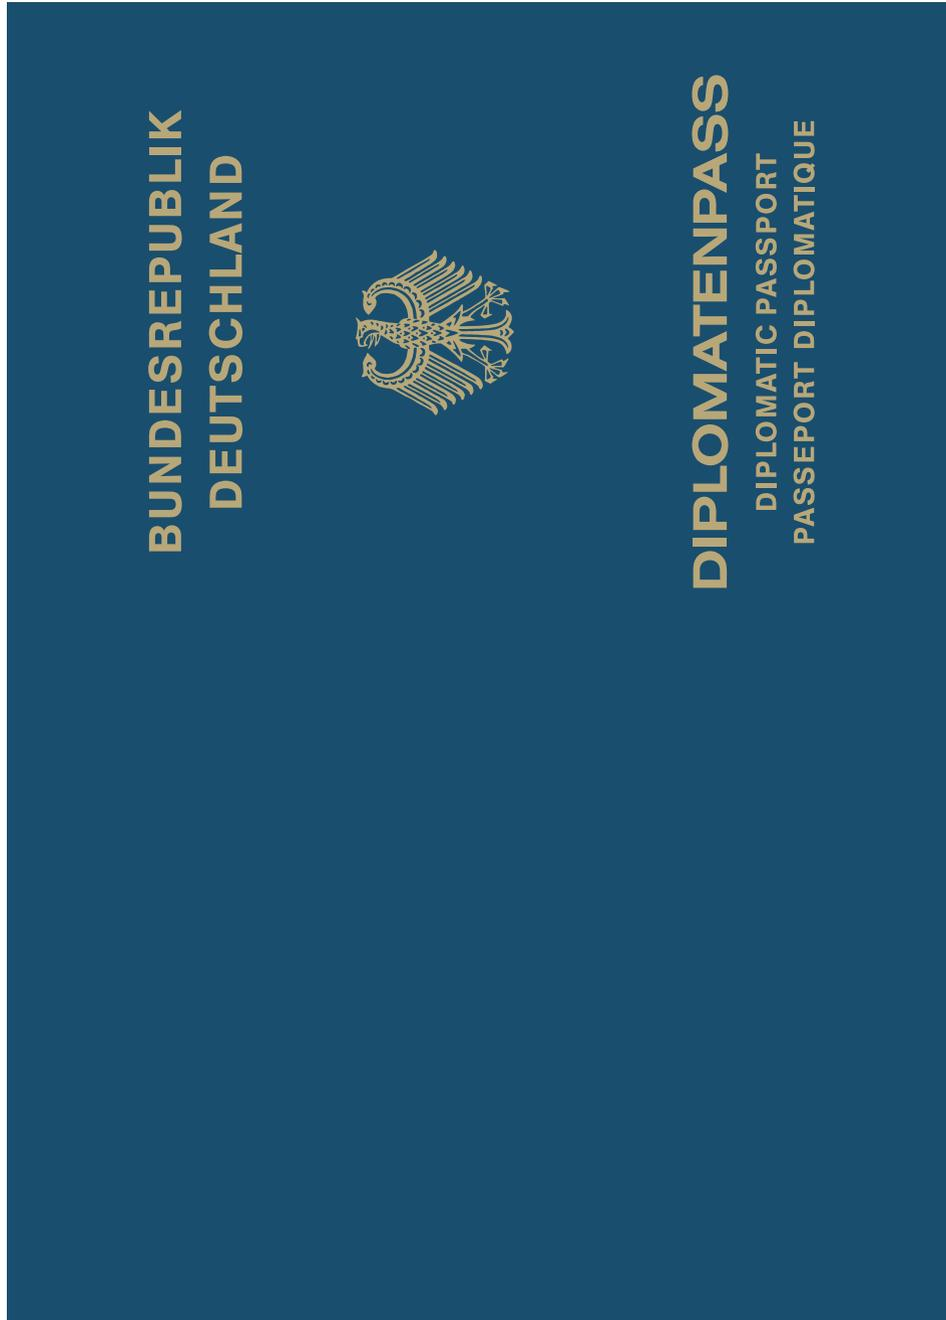 BUNDESREPUBLIK
DEUTSCHLAND
DIPLOMATENPASS
DIPLOMATIC PASSPORT
PASSEPORT DIPLOMATIQUE